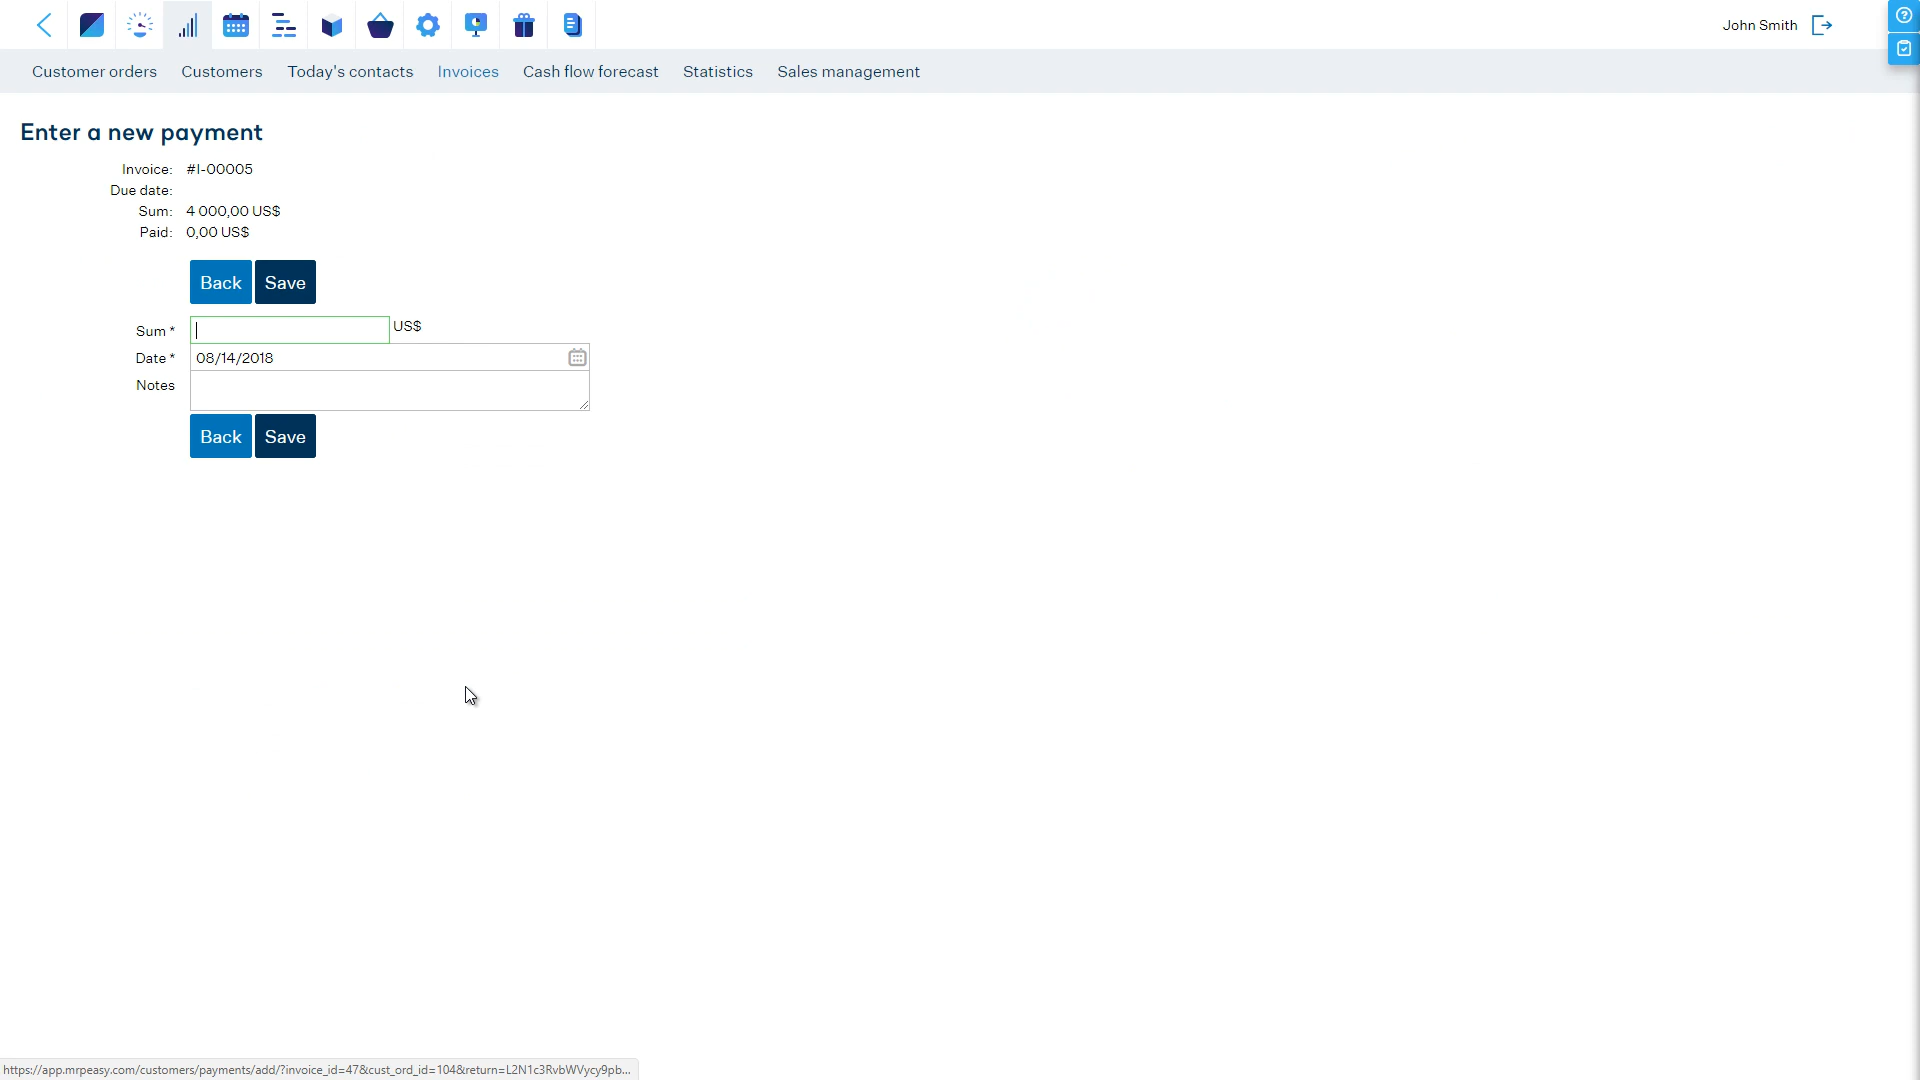 John Smith
Customer orders Customers Today's contacts Invoices Cash flow forecast Statistics Sales management
Enter a new payment
Invoice: #I-00005
Due date:
Sum: 4 000,00 US$
Paid: 0,00 US$
Back Save
Sum * US$
Date * 08/14/2018
Notes
Back Save
https://app.mrpeasy.com/customers/payments/add/?invoice_id=47&cust_ord_id=104&return=L2N1c3RvbWVycy9pb...